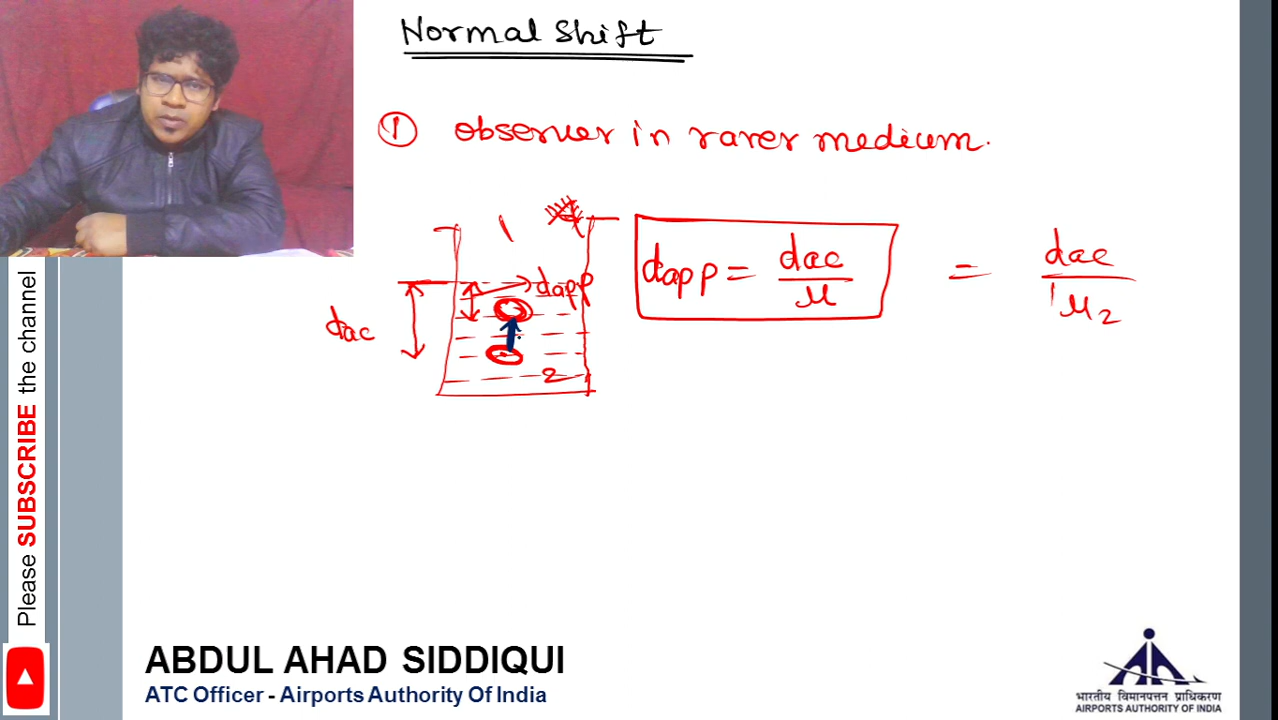 Normal Shift
① observer in rarer medium.
1
dapp
dac
2
dapp = dac/μ = dac/¹μ₂
Please SUBSCRIBE the channel
ABDUL AHAD SIDDIQUI
ATC Officer - Airports Authority Of India
भारतीय विमानपत्तन प्राधिकरण
AIRPORTS AUTHORITY OF INDIA